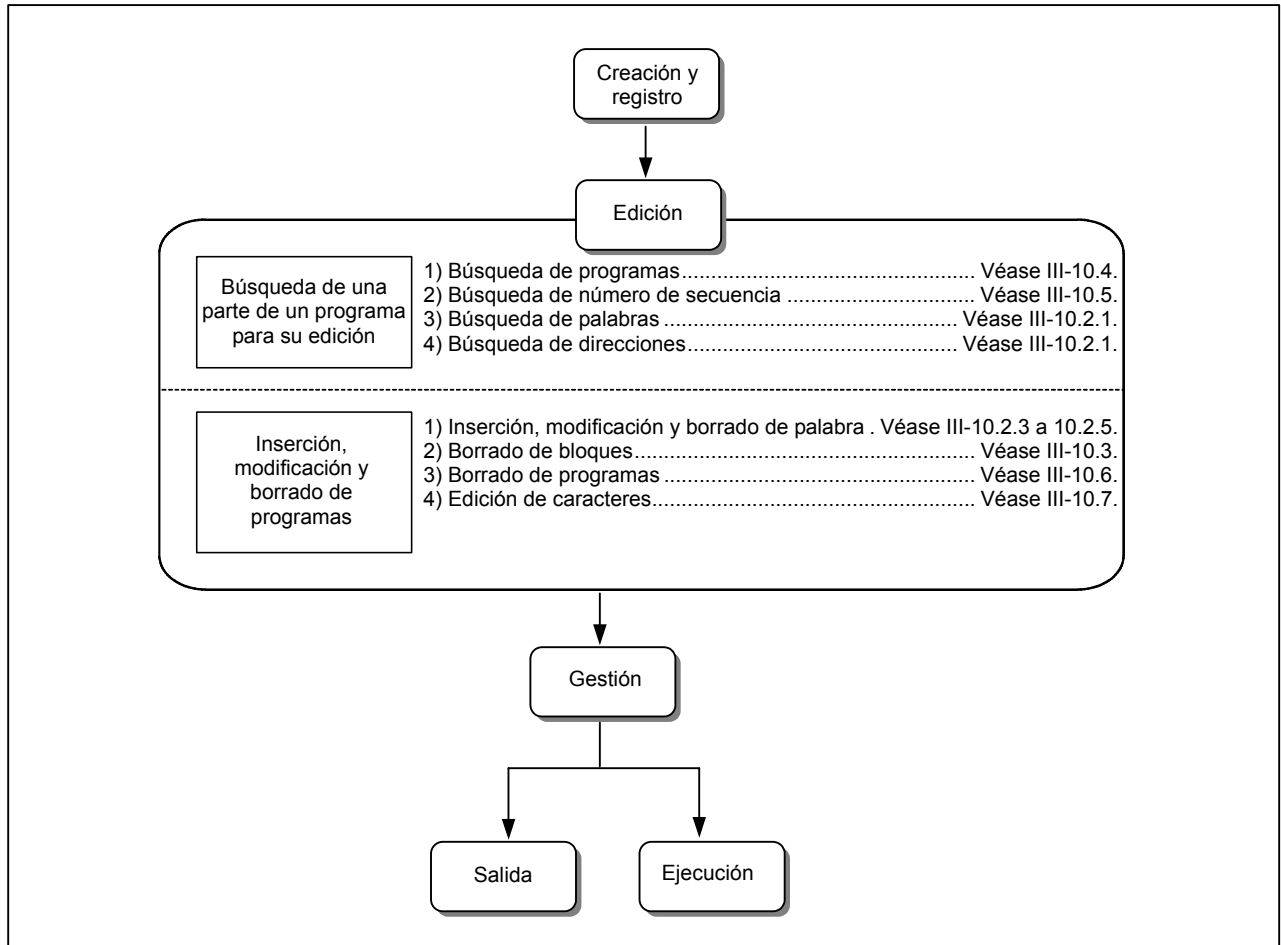 Creación y
registro
Edición
Búsqueda de una
parte de un programa
para su edición
1) Búsqueda de programas..................................................... Véase III-10.4.
2) Búsqueda de número de secuencia ................................... Véase III-10.5.
3) Búsqueda de palabras ...................................................... Véase III-10.2.1.
4) Búsqueda de direcciones.................................................. Véase III-10.2.1.
Inserción,
modificación y
borrado de
programas
1) Inserción, modificación y borrado de palabra . Véase III-10.2.3 a 10.2.5.
2) Borrado de bloques.............................................................. Véase III-10.3.
3) Borrado de programas ......................................................... Véase III-10.6.
4) Edición de caracteres........................................................... Véase III-10.7.
Gestión
Salida
Ejecución